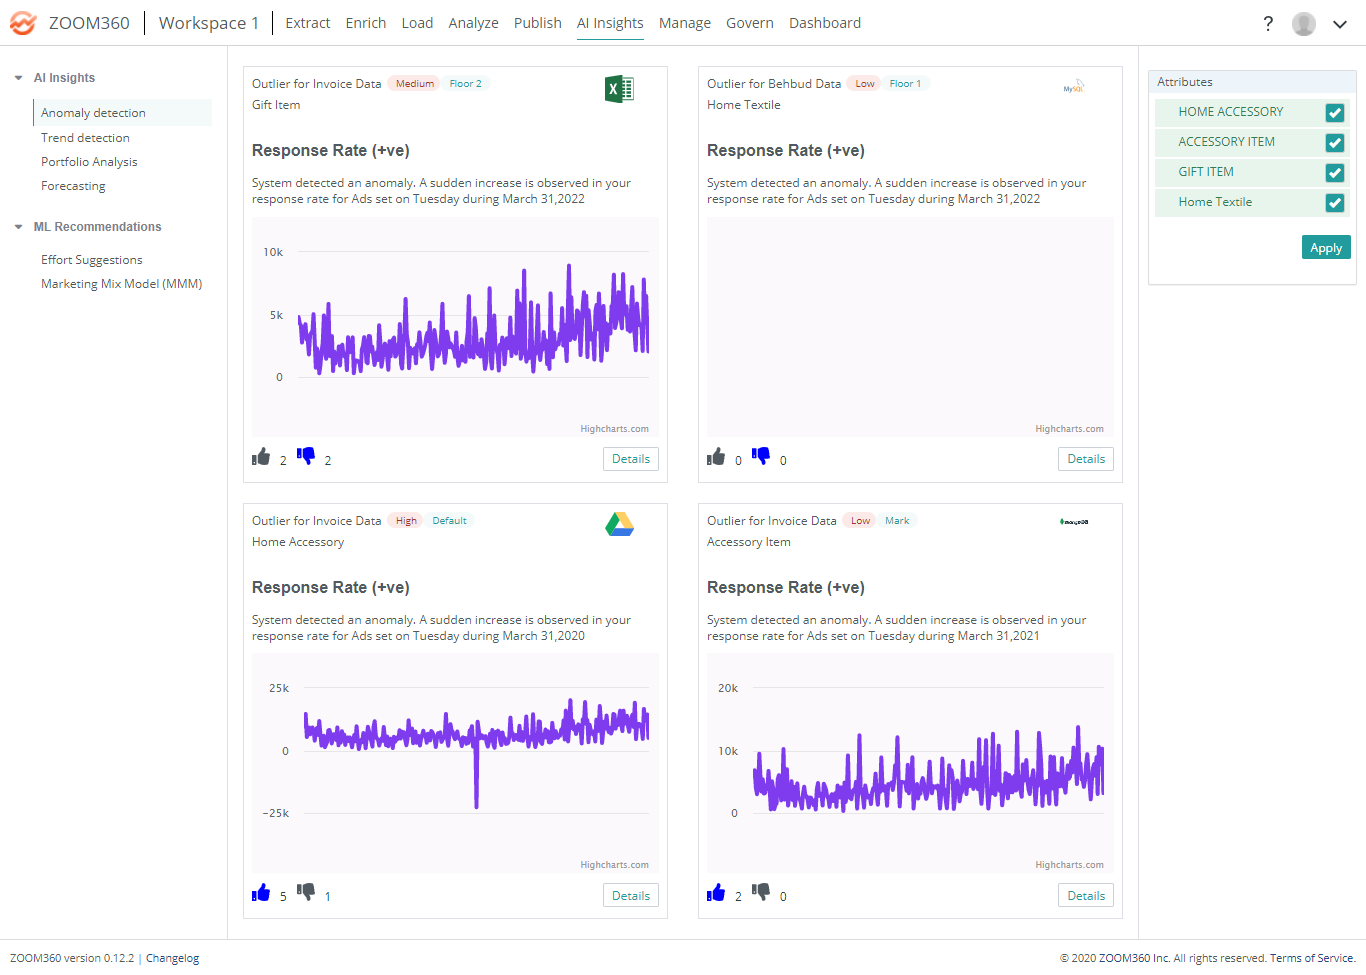 ZOOM360 Workspace 1 Extract Enrich Load Analyze Publish AI Insights Manage Govern Dashboard ?
AI Insights
Anomaly detection
Trend detection
Portfolio Analysis
Forecasting
ML Recommendations
Effort Suggestions
Marketing Mix Model (MMM)
Outlier for Invoice Data Medium Floor 2
Gift Item
Response Rate (+ve)
System detected an anomaly. A sudden increase is observed in your
response rate for Ads set on Tuesday during March 31,2022
10k
5k
0
Highcharts.com
2 2 Details
Outlier for Behbud Data Low Floor 1
MySQL
Home Textile
Response Rate (+ve)
System detected an anomaly. A sudden increase is observed in your
response rate for Ads set on Tuesday during March 31,2022
Highcharts.com
0 0 Details
Outlier for Invoice Data High Default
Home Accessory
Response Rate (+ve)
System detected an anomaly. A sudden increase is observed in your
response rate for Ads set on Tuesday during March 31,2020
25k
0
−25k
Highcharts.com
5 1 Details
Outlier for Invoice Data Low Mark
mongoDB
Accessory Item
Response Rate (+ve)
System detected an anomaly. A sudden increase is observed in your
response rate for Ads set on Tuesday during March 31,2021
20k
10k
0
Highcharts.com
2 0 Details
Attributes
HOME ACCESSORY
ACCESSORY ITEM
GIFT ITEM
Home Textile
Apply
ZOOM360 version 0.12.2 | Changelog
© 2020 ZOOM360 Inc. All rights reserved. Terms of Service.